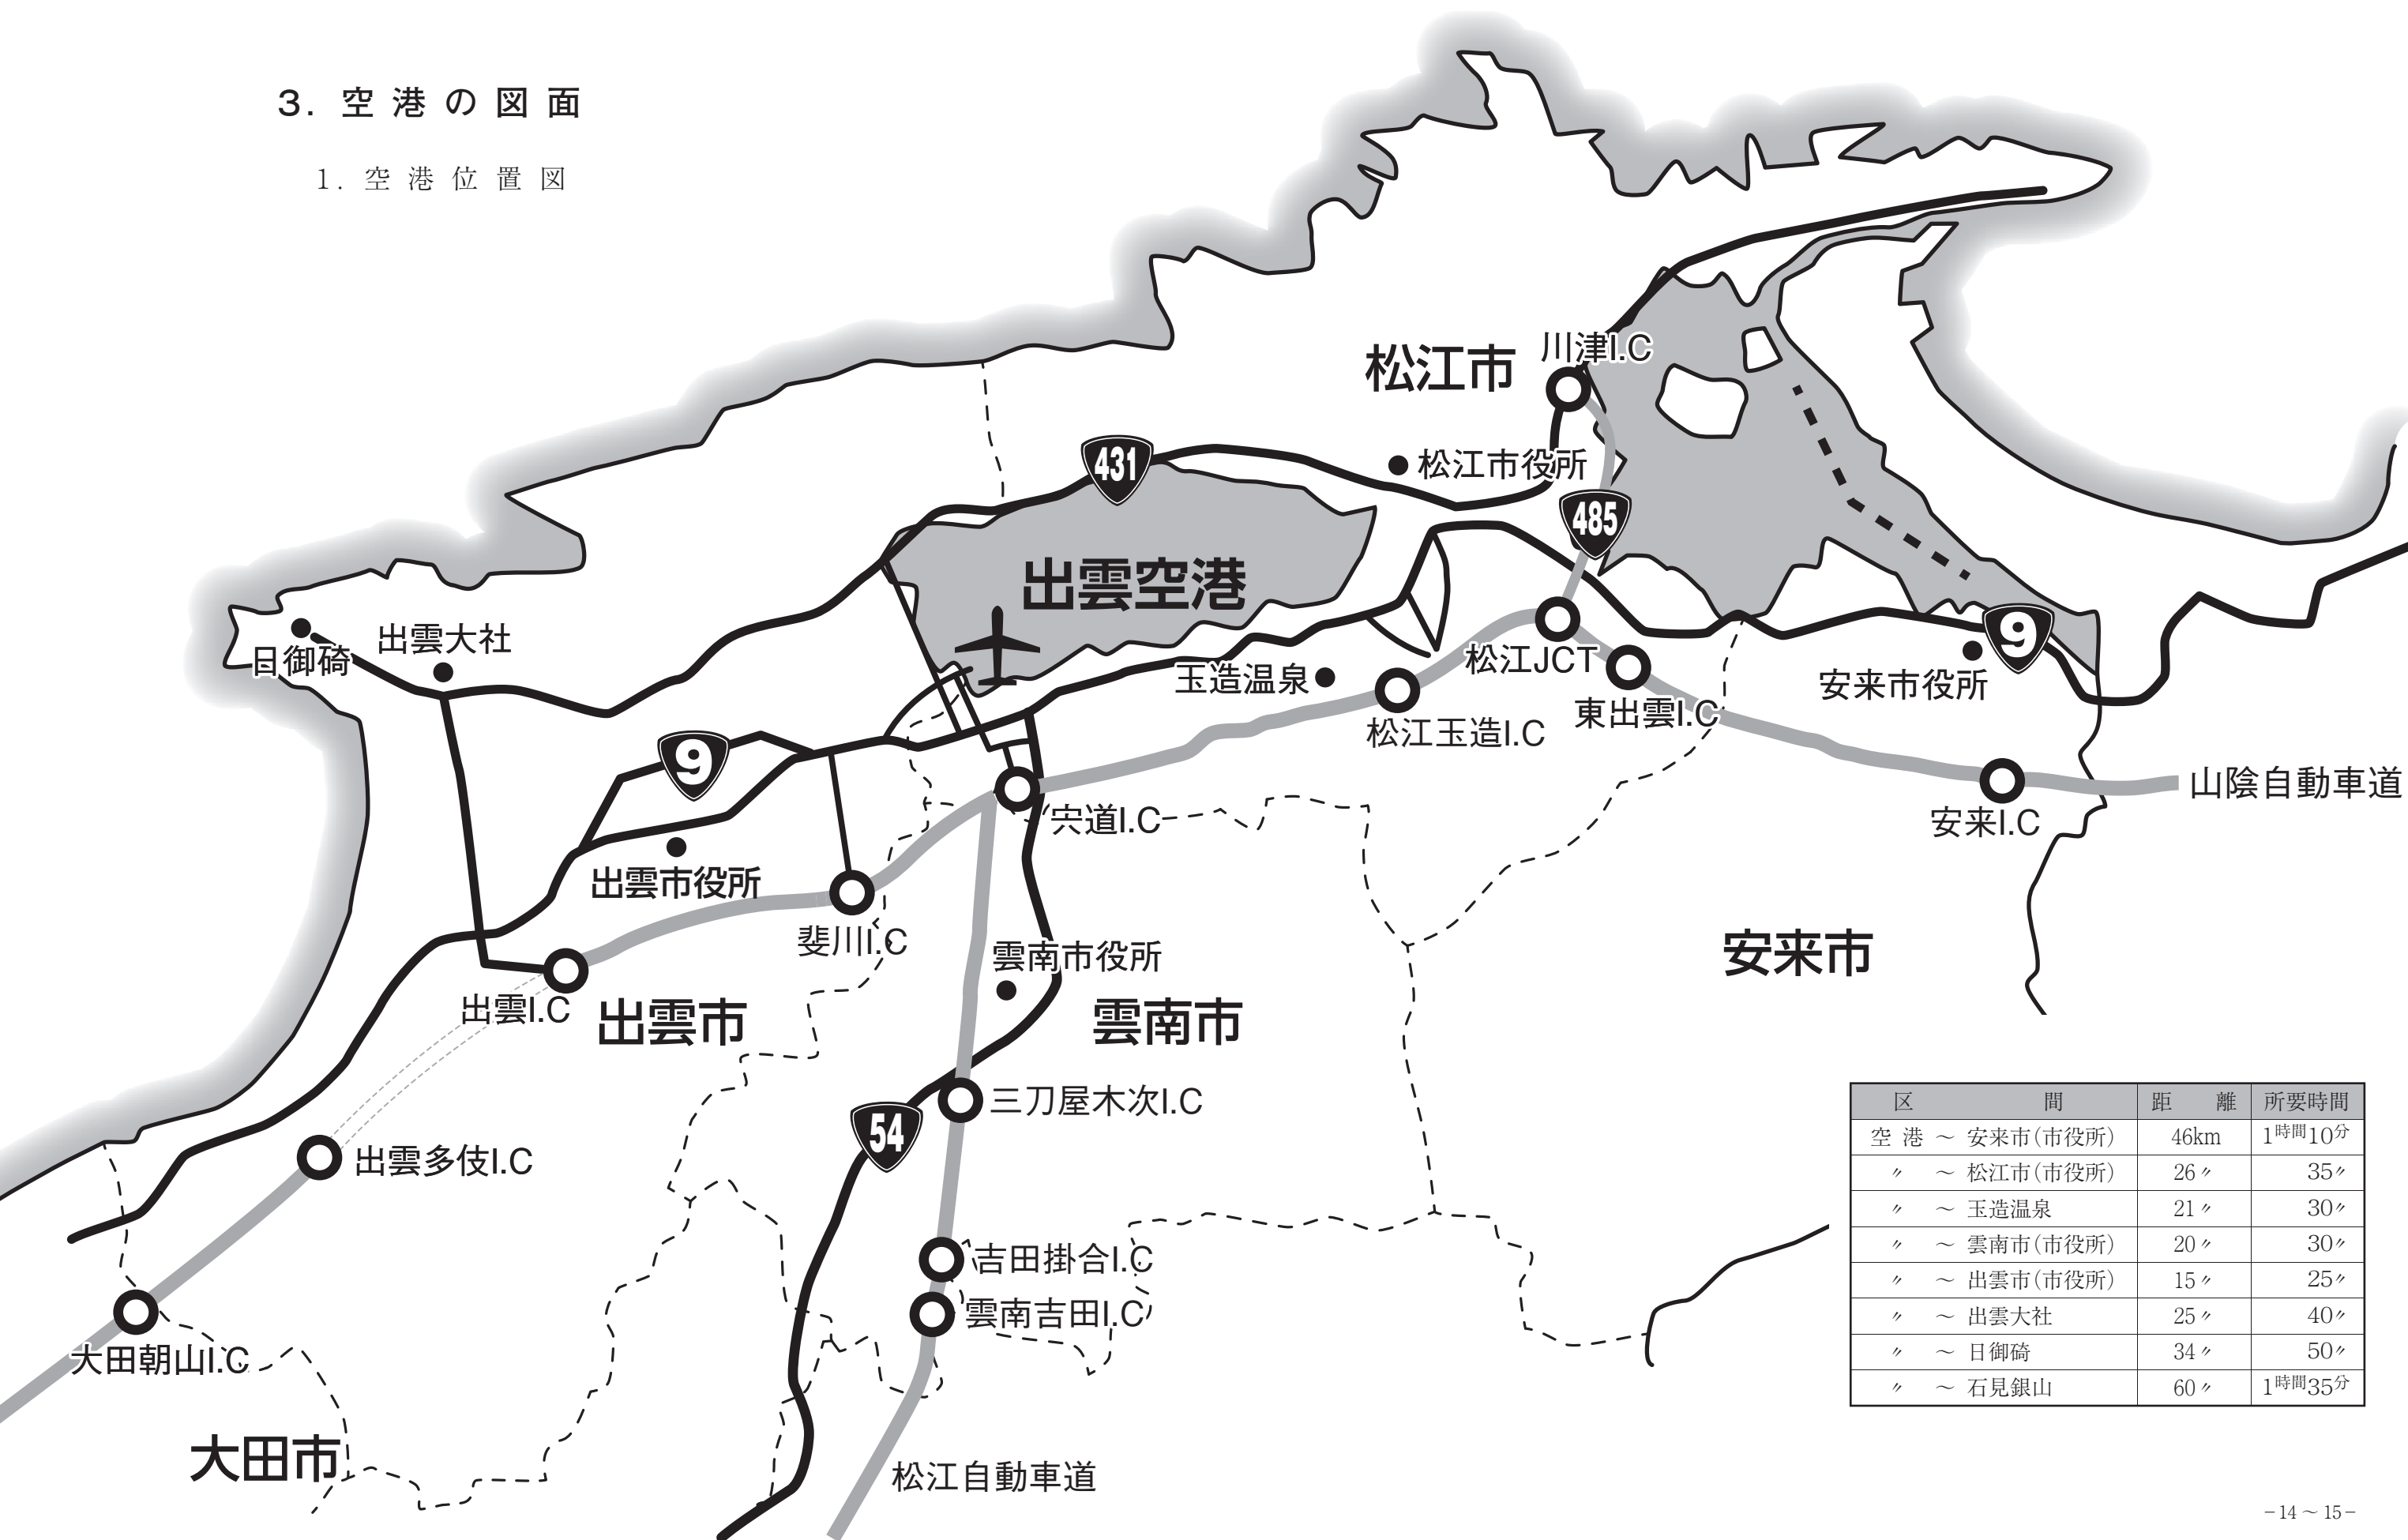 3. 空港の図面
1. 空港位置図
松江市
川津I.C
431
松江市役所
485
出雲空港
日御碕
出雲大社
玉造温泉
松江JCT
東出雲I.C
松江玉造I.C
安来市役所
9
9
山陰自動車道
安来I.C
宍道I.C
出雲市役所
斐川I.C
雲南市役所
安来市
出雲I.C
出雲市
雲南市
三刀屋木次I.C
54
出雲多伎I.C
吉田掛合I.C
雲南吉田I.C
大田朝山I.C
大田市
松江自動車道
区間 距離 所要時間
空港 ～ 安来市(市役所) 46km 1時間10分
〃 ～ 松江市(市役所) 26〃 35〃
〃 ～ 玉造温泉 21〃 30〃
〃 ～ 雲南市(市役所) 20〃 30〃
〃 ～ 出雲市(市役所) 15〃 25〃
〃 ～ 出雲大社 25〃 40〃
〃 ～ 日御碕 34〃 50〃
〃 ～ 石見銀山 60〃 1時間35分
－14～15－